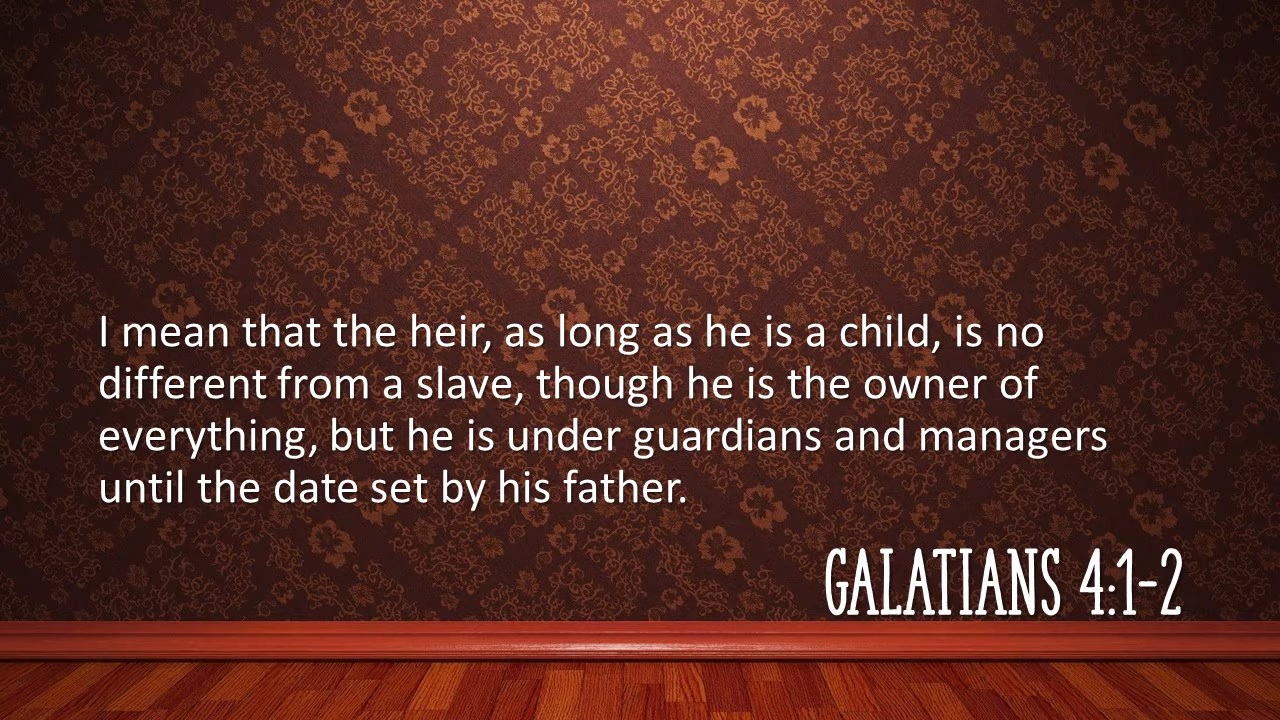 I mean that the heir, as long as he is a child, is no
different from a slave, though he is the owner of
everything, but he is under guardians and managers
until the date set by his father.
GALATIANS 4:1-2